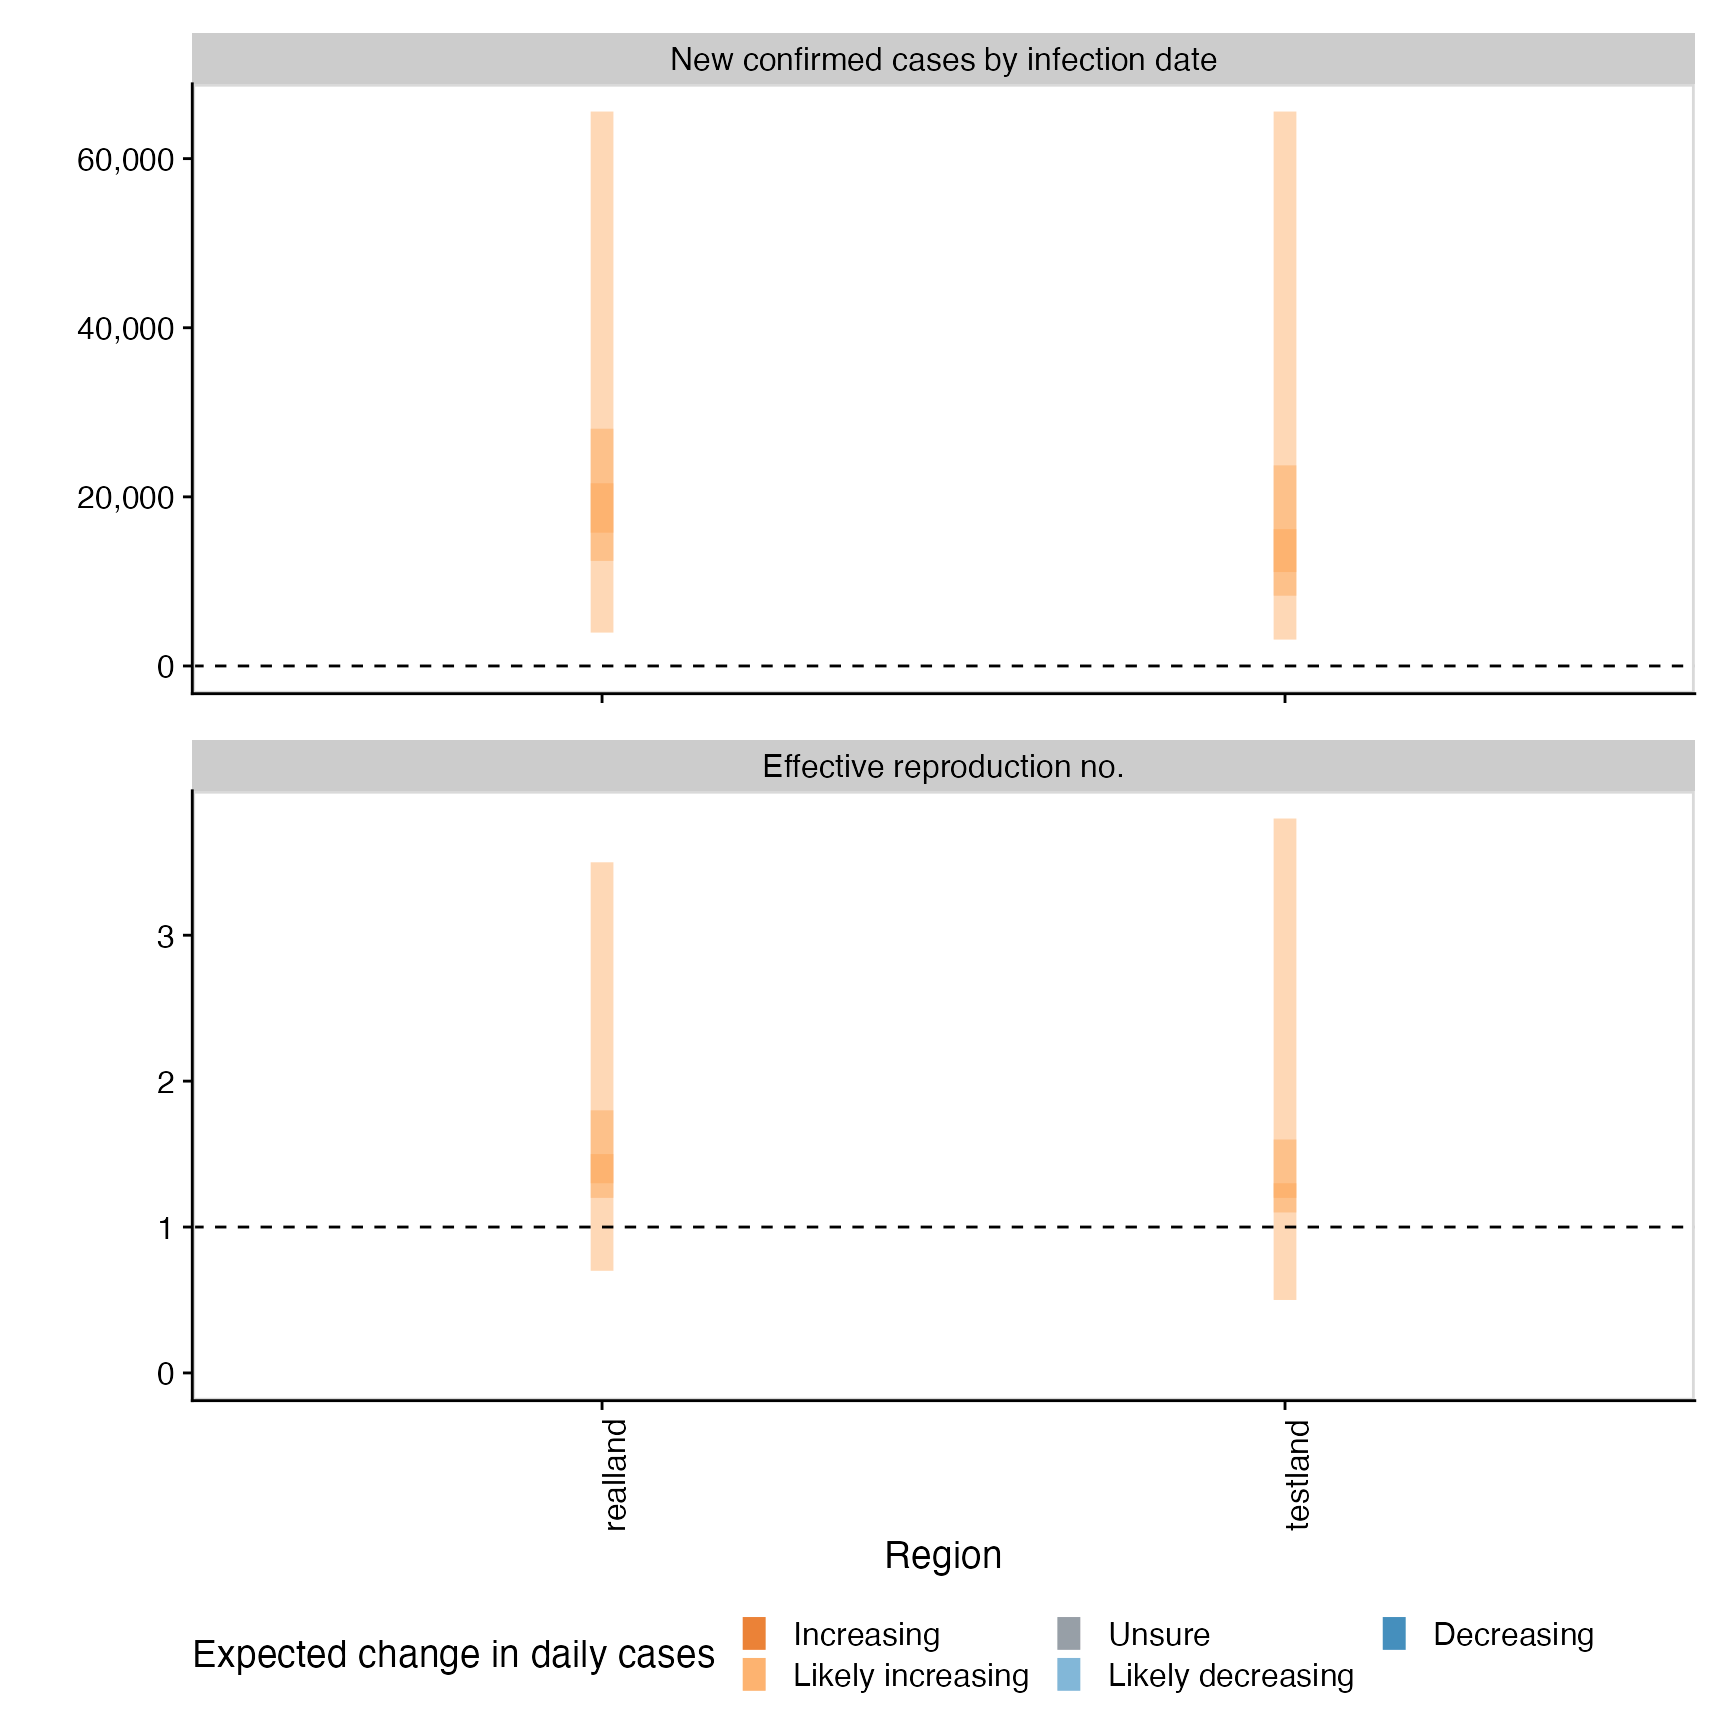 New confirmed cases by infection date
60,000
40,000
20,000
0
Effective reproduction no.
3
2
1
0
realland
testland
Region
Expected change in daily cases
Increasing
Unsure
Decreasing
Likely increasing
Likely decreasing